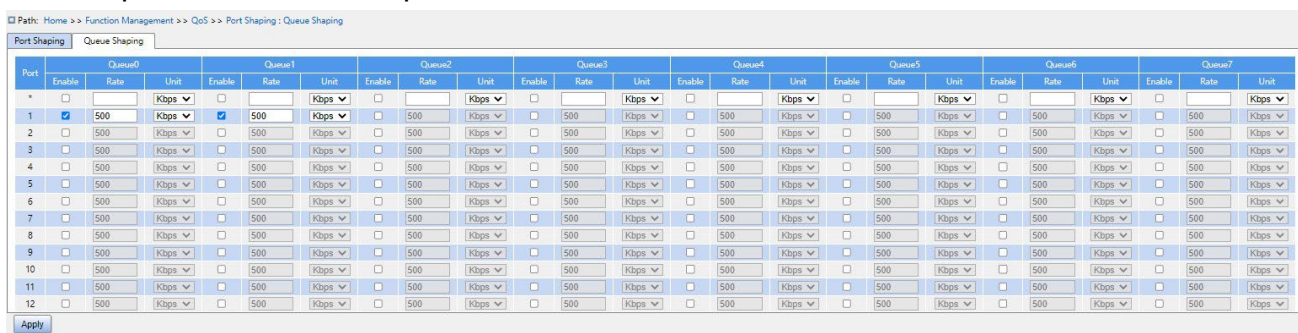 Path: Home >> Function Management >> QoS >> Port Shaping : Queue Shaping
Port Shaping Queue Shaping
Port Queue0 Queue1 Queue2 Queue3 Queue4 Queue5 Queue6 Queue7
Enable Rate Unit Enable Rate Unit Enable Rate Unit Enable Rate Unit Enable Rate Unit Enable Rate Unit Enable Rate Unit Enable Rate Unit
* Kbps Kbps Kbps Kbps Kbps Kbps Kbps Kbps
1 500 Kbps 500 Kbps 500 Kbps 500 Kbps 500 Kbps 500 Kbps 500 Kbps 500 Kbps
2 500 Kbps 500 Kbps 500 Kbps 500 Kbps 500 Kbps 500 Kbps 500 Kbps 500 Kbps
3 500 Kbps 500 Kbps 500 Kbps 500 Kbps 500 Kbps 500 Kbps 500 Kbps 500 Kbps
4 500 Kbps 500 Kbps 500 Kbps 500 Kbps 500 Kbps 500 Kbps 500 Kbps 500 Kbps
5 500 Kbps 500 Kbps 500 Kbps 500 Kbps 500 Kbps 500 Kbps 500 Kbps 500 Kbps
6 500 Kbps 500 Kbps 500 Kbps 500 Kbps 500 Kbps 500 Kbps 500 Kbps 500 Kbps
7 500 Kbps 500 Kbps 500 Kbps 500 Kbps 500 Kbps 500 Kbps 500 Kbps 500 Kbps
8 500 Kbps 500 Kbps 500 Kbps 500 Kbps 500 Kbps 500 Kbps 500 Kbps 500 Kbps
9 500 Kbps 500 Kbps 500 Kbps 500 Kbps 500 Kbps 500 Kbps 500 Kbps 500 Kbps
10 500 Kbps 500 Kbps 500 Kbps 500 Kbps 500 Kbps 500 Kbps 500 Kbps 500 Kbps
11 500 Kbps 500 Kbps 500 Kbps 500 Kbps 500 Kbps 500 Kbps 500 Kbps 500 Kbps
12 500 Kbps 500 Kbps 500 Kbps 500 Kbps 500 Kbps 500 Kbps 500 Kbps 500 Kbps
Apply